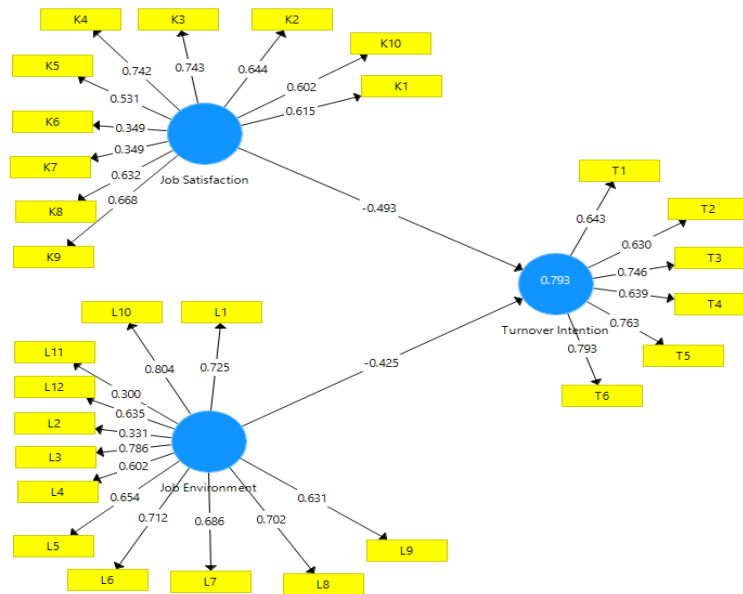 K4
K3
K2
K10
K1
K5
K6
K7
K8
K9
0.742
0.743
0.644
0.602
0.615
0.531
0.349
0.349
0.632
0.668
Job Satisfaction
-0.493
T1
T2
T3
T4
T5
T6
0.643
0.630
0.746
0.639
0.763
0.793
0.793
Turnover Intention
-0.425
L10
L1
L11
L12
L2
L3
L4
L5
L6
L7
L8
L9
0.804
0.725
0.300
0.635
0.331
0.786
0.602
0.654
0.712
0.686
0.702
0.631
Job Environment